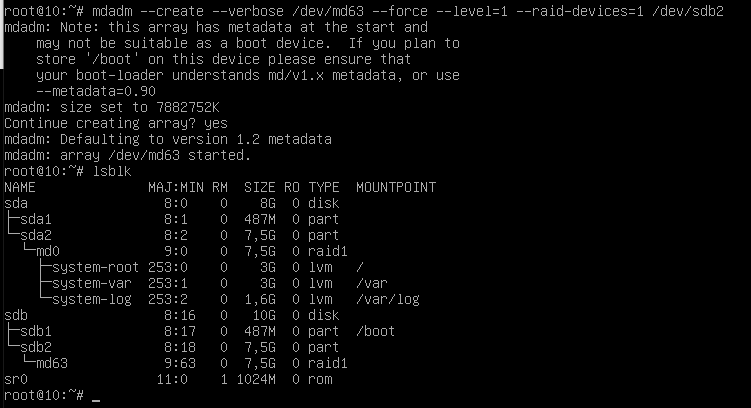 root@10:~# mdadm --create --verbose /dev/md63 --force --level=1 --raid-devices=1 /dev/sdb2
mdadm: Note: this array has metadata at the start and
    may not be suitable as a boot device.  If you plan to
    store '/boot' on this device please ensure that
    your boot-loader understands md/v1.x metadata, or use
    --metadata=0.90
mdadm: size set to 7882752K
Continue creating array? yes
mdadm: Defaulting to version 1.2 metadata
mdadm: array /dev/md63 started.
root@10:~# lsblk
NAME              MAJ:MIN RM  SIZE RO TYPE  MOUNTPOINT
sda                 8:0    0    8G  0 disk
├─sda1              8:1    0  487M  0 part
└─sda2              8:2    0  7,5G  0 part
  └─md0             9:0    0  7,5G  0 raid1
    ├─system-root 253:0    0    3G  0 lvm   /
    ├─system-var  253:1    0    3G  0 lvm   /var
    └─system-log  253:2    0  1,6G  0 lvm   /var/log
sdb                 8:16   0   10G  0 disk
├─sdb1              8:17   0  487M  0 part  /boot
└─sdb2              8:18   0  7,5G  0 part
  └─md63            9:63   0  7,5G  0 raid1
sr0                11:0    1 1024M  0 rom
root@10:~# _